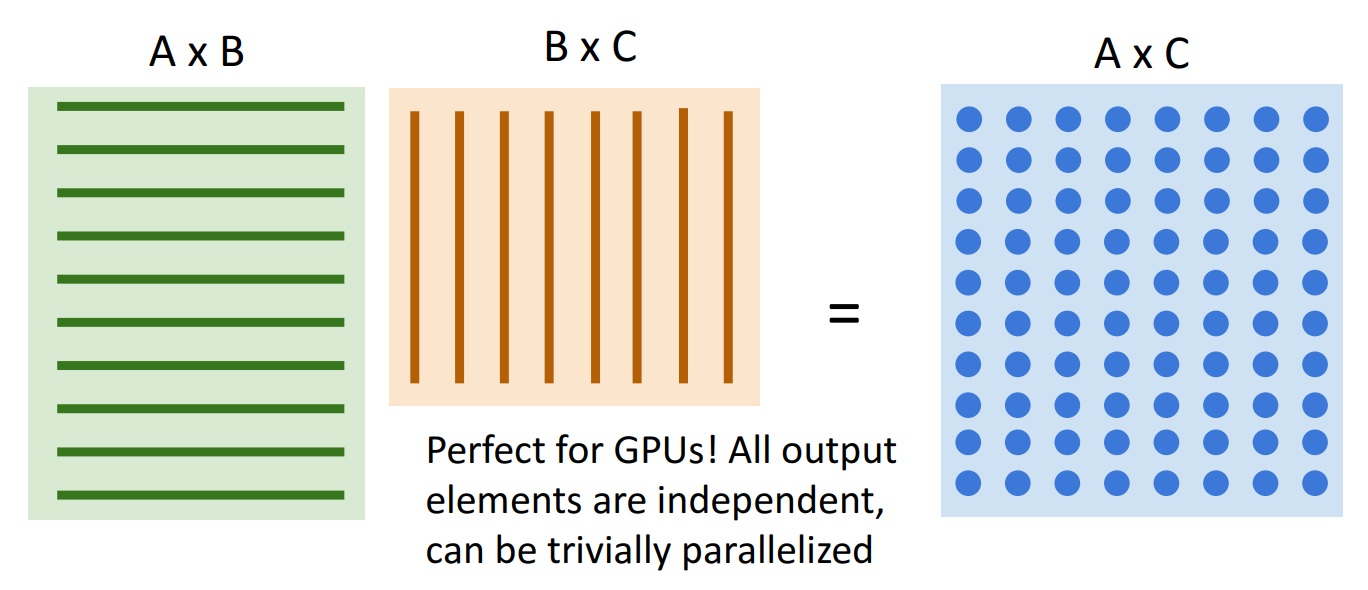 A x B
B x C
A x C
=
Perfect for GPUs! All output
elements are independent,
can be trivially parallelized